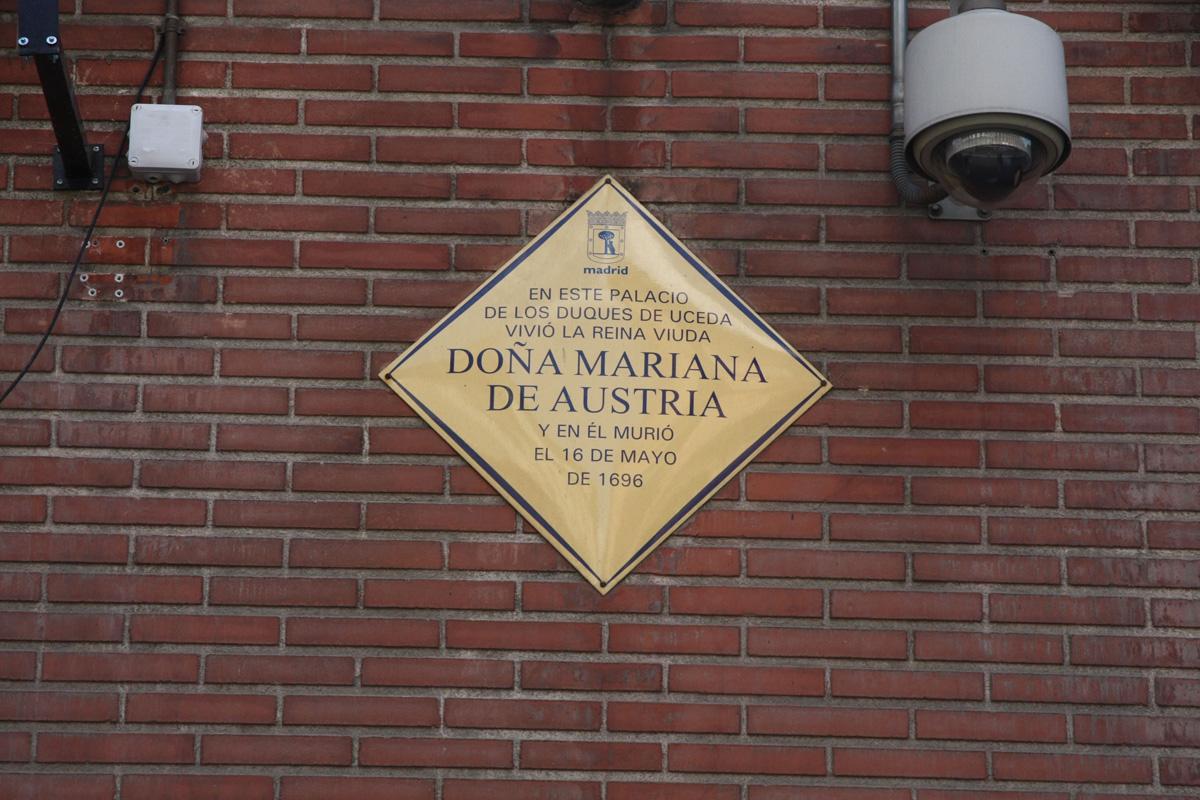 madrid
EN ESTE PALACIO
DE LOS DUQUES DE UCEDA
VIVIÓ LA REINA VIUDA
DOÑA MARIANA
DE AUSTRIA
Y EN ÉL MURIÓ
EL 16 DE MAYO
DE 1696